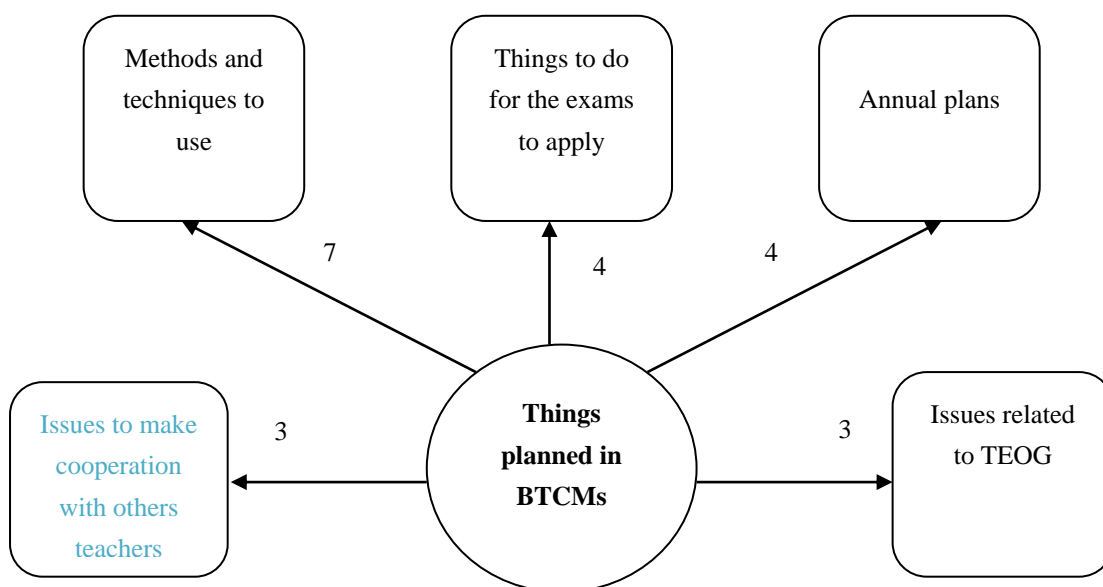 Methods and
techniques to
use
Things to do
for the exams
to apply
Annual plans
7
4
4
Issues to make
cooperation
with others
teachers
3
Things
planned in
BTCMs
3
Issues related
to TEOG